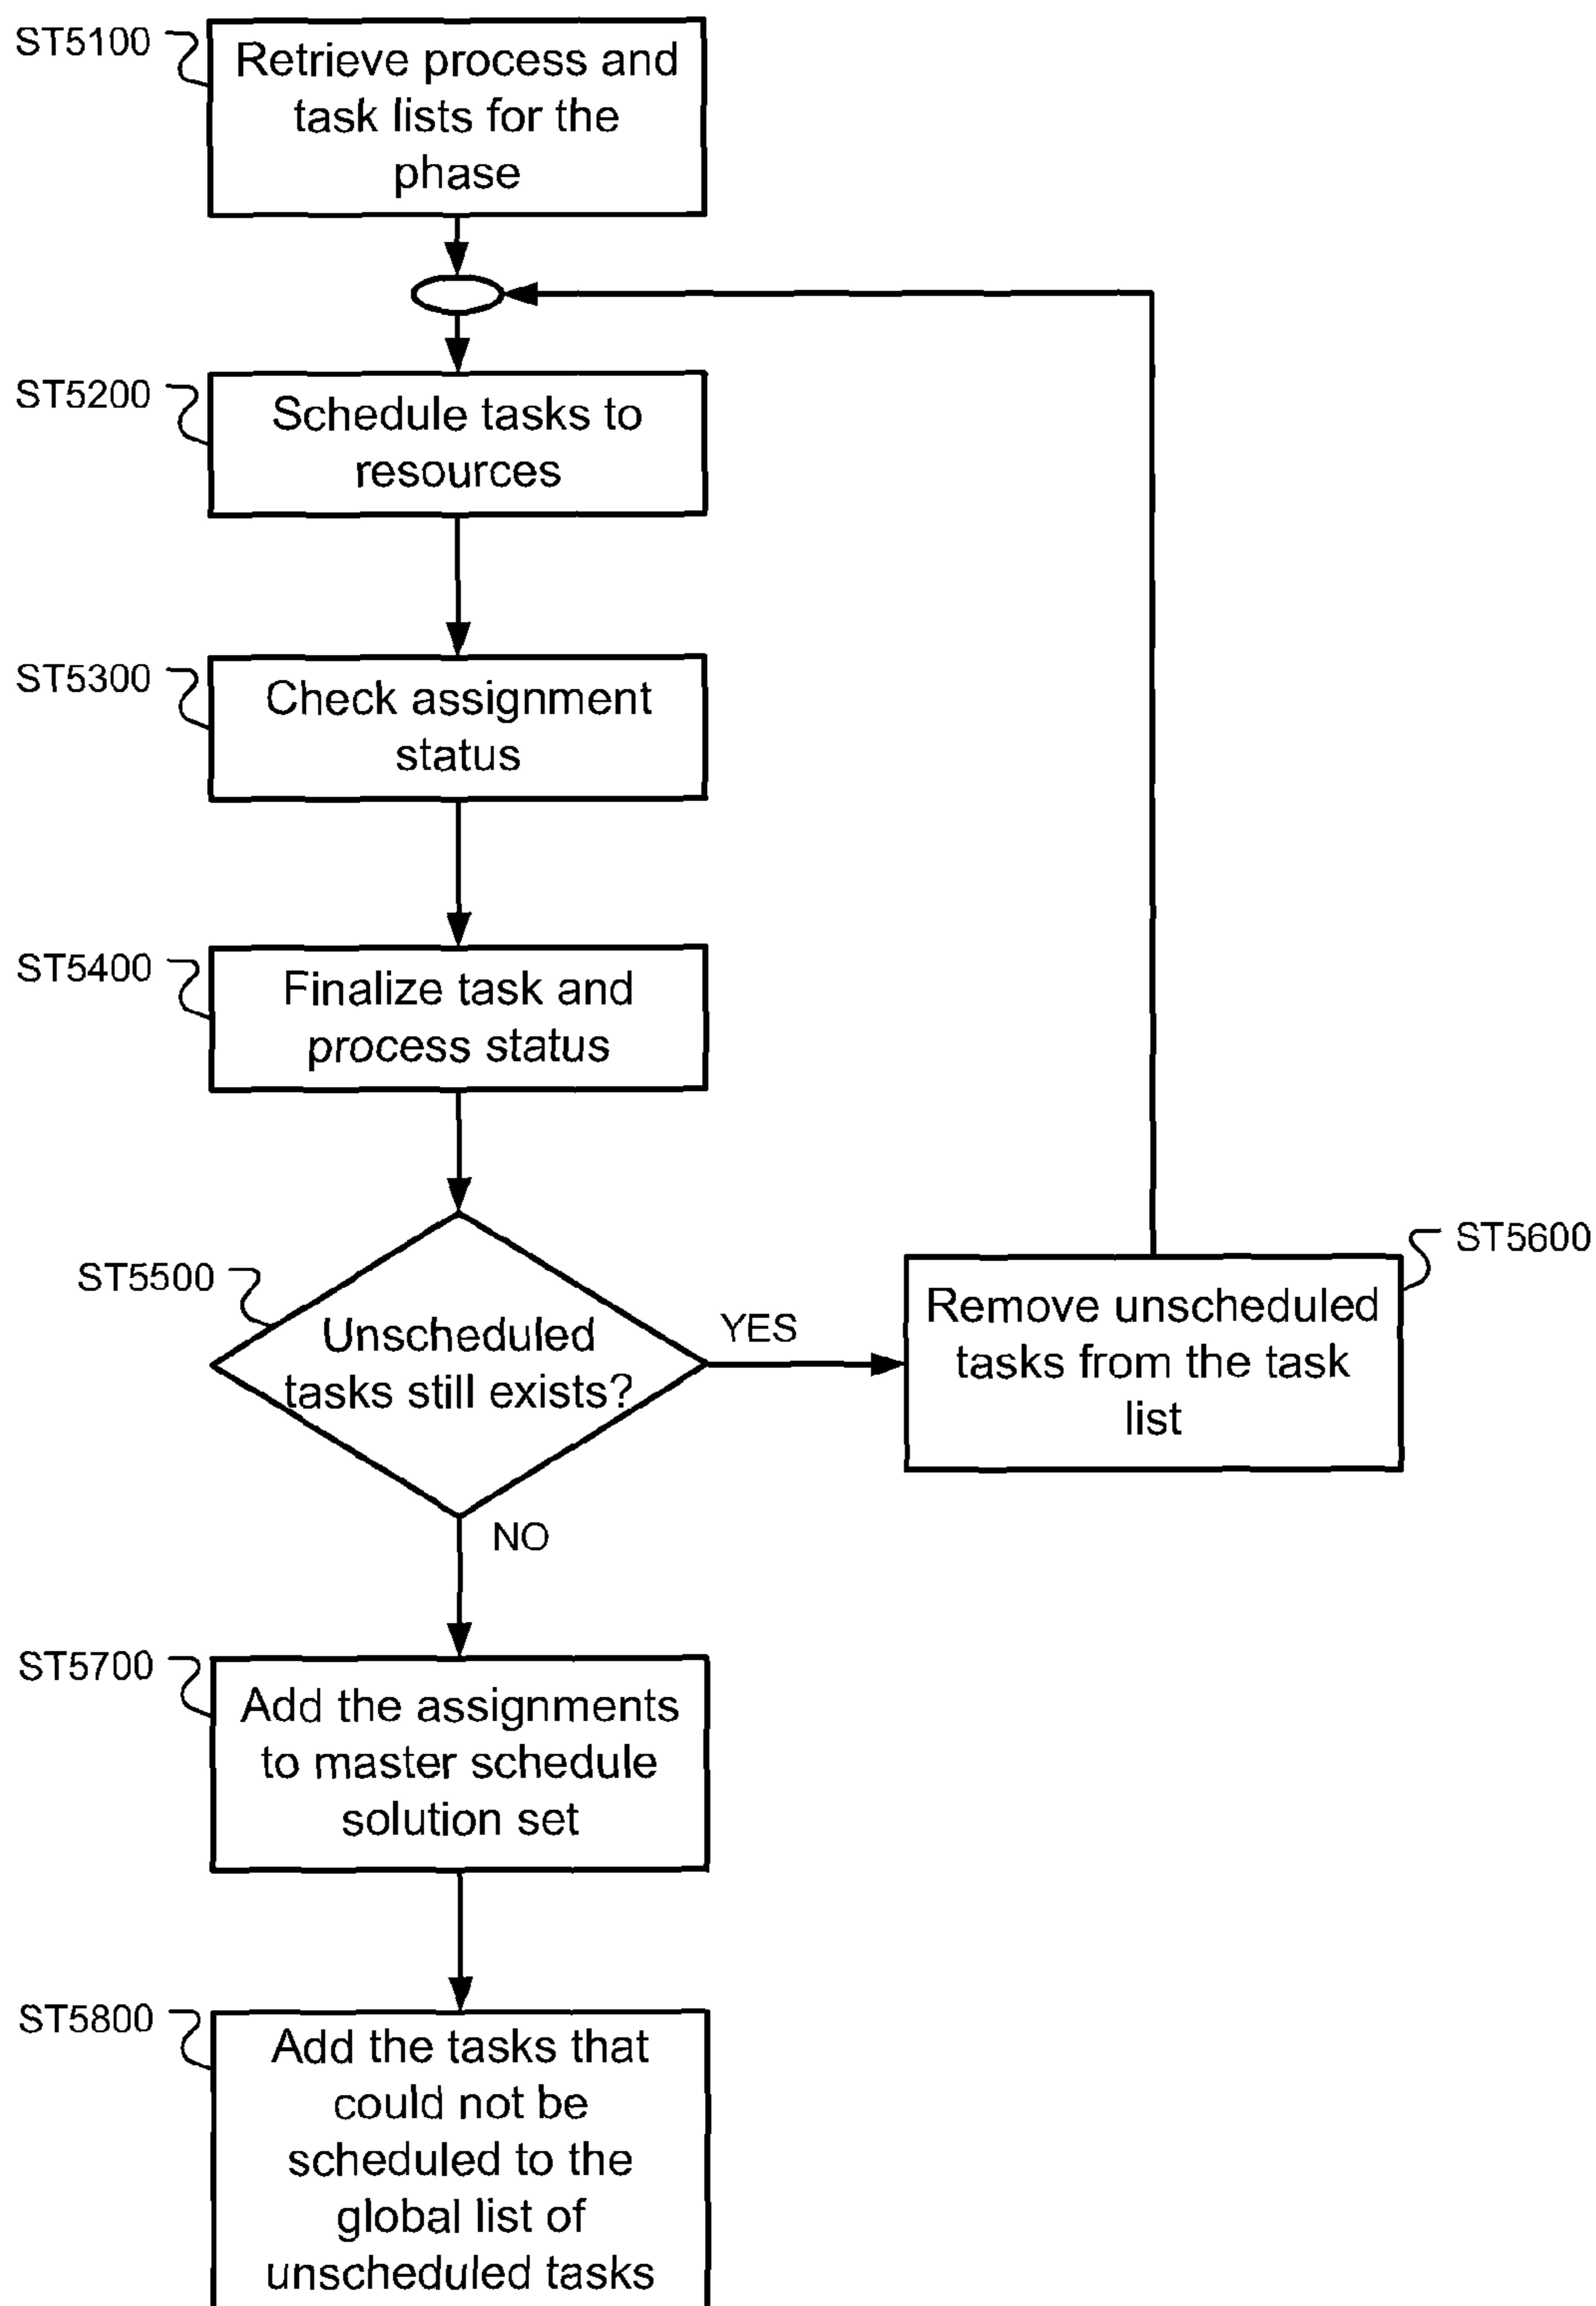 ST5100
Retrieve process and
task lists for the
phase
ST5200
Schedule tasks to
resources
ST5300
Check assignment
status
ST5400
Finalize task and
process status
ST5500
Unscheduled
tasks still exists?
YES
ST5600
Remove unscheduled
tasks from the task
list
NO
ST5700
Add the assignments
to master schedule
solution set
ST5800
Add the tasks that
could not be
scheduled to the
global list of
unscheduled tasks